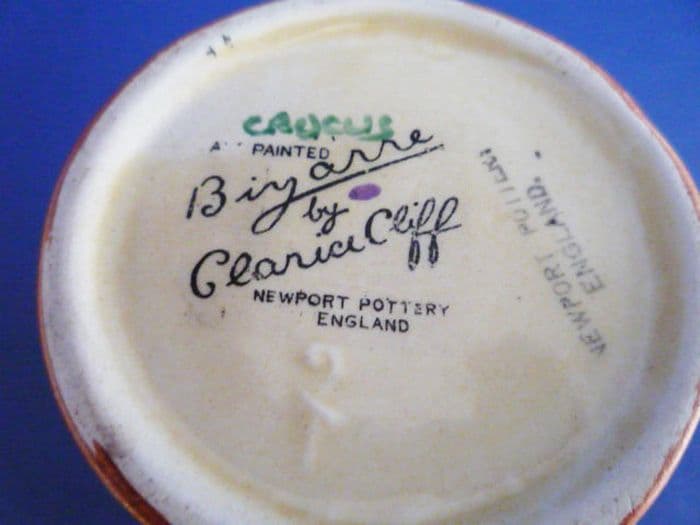 CROCUS
PAINTED
Bizarre
by
Clarice Cliff
NEWPORT POTTERY
ENGLAND
NEWPORT POTTERY
ENGLAND.